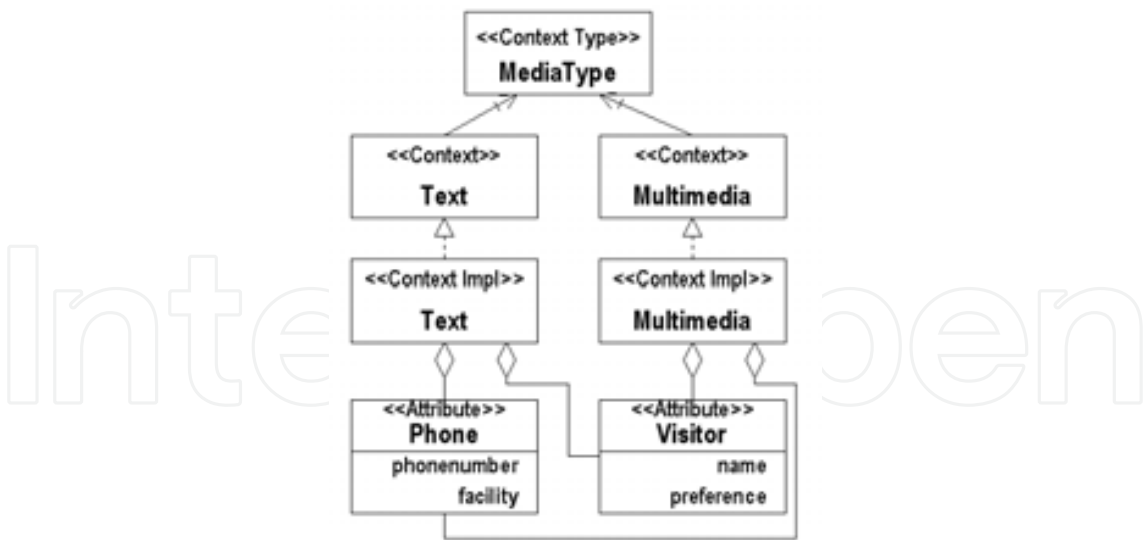 <<Context Type>>
MediaType
<<Context>>
Text
<<Context>>
Multimedia
<<Context Impl>>
Text
<<Context Impl>>
Multimedia
<<Attribute>>
Phone
phonenumber
facility
<<Attribute>>
Visitor
name
preference